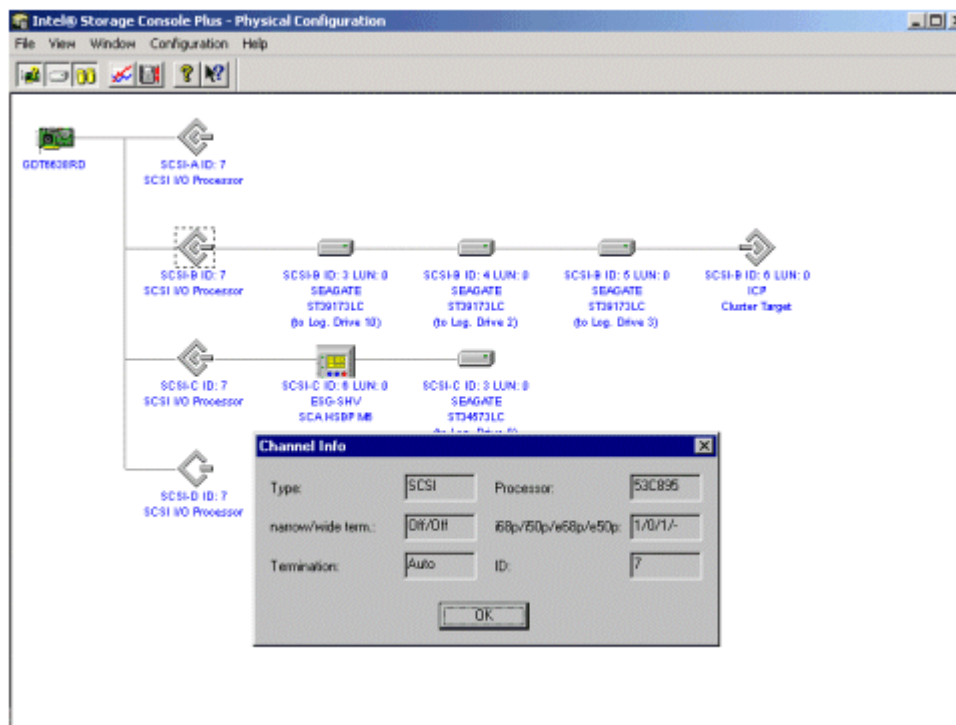 Intel® Storage Console Plus - Physical Configuration
File View Window Configuration Help
GDT6638RD
SCSI-A ID: 7
SCSI I/O Processor
SCSI-B ID: 7
SCSI I/O Processor
SCSI-B ID: 3 LUN: 0
SEAGATE
ST39173LC
(to Log. Drive 10)
SCSI-B ID: 4 LUN: 0
SEAGATE
ST39173LC
(to Log. Drive 2)
SCSI-B ID: 5 LUN: 0
SEAGATE
ST39173LC
(to Log. Drive 3)
SCSI-B ID: 6 LUN: 0
ICP
Cluster Target
SCSI-C ID: 7
SCSI I/O Processor
SCSI-C ID: 6 LUN: 0
ESG-SHV
SCA HSBP M6
SCSI-C ID: 3 LUN: 0
SEAGATE
ST34573LC
SCSI-D ID: 7
SCSI I/O Processor
Channel Info
Type: SCSI Processor: 53C895
narrow/wide term.: Off/Off i68p/i50p/e68p/e50p: 1/0/1/-
Termination: Auto ID: 7
OK